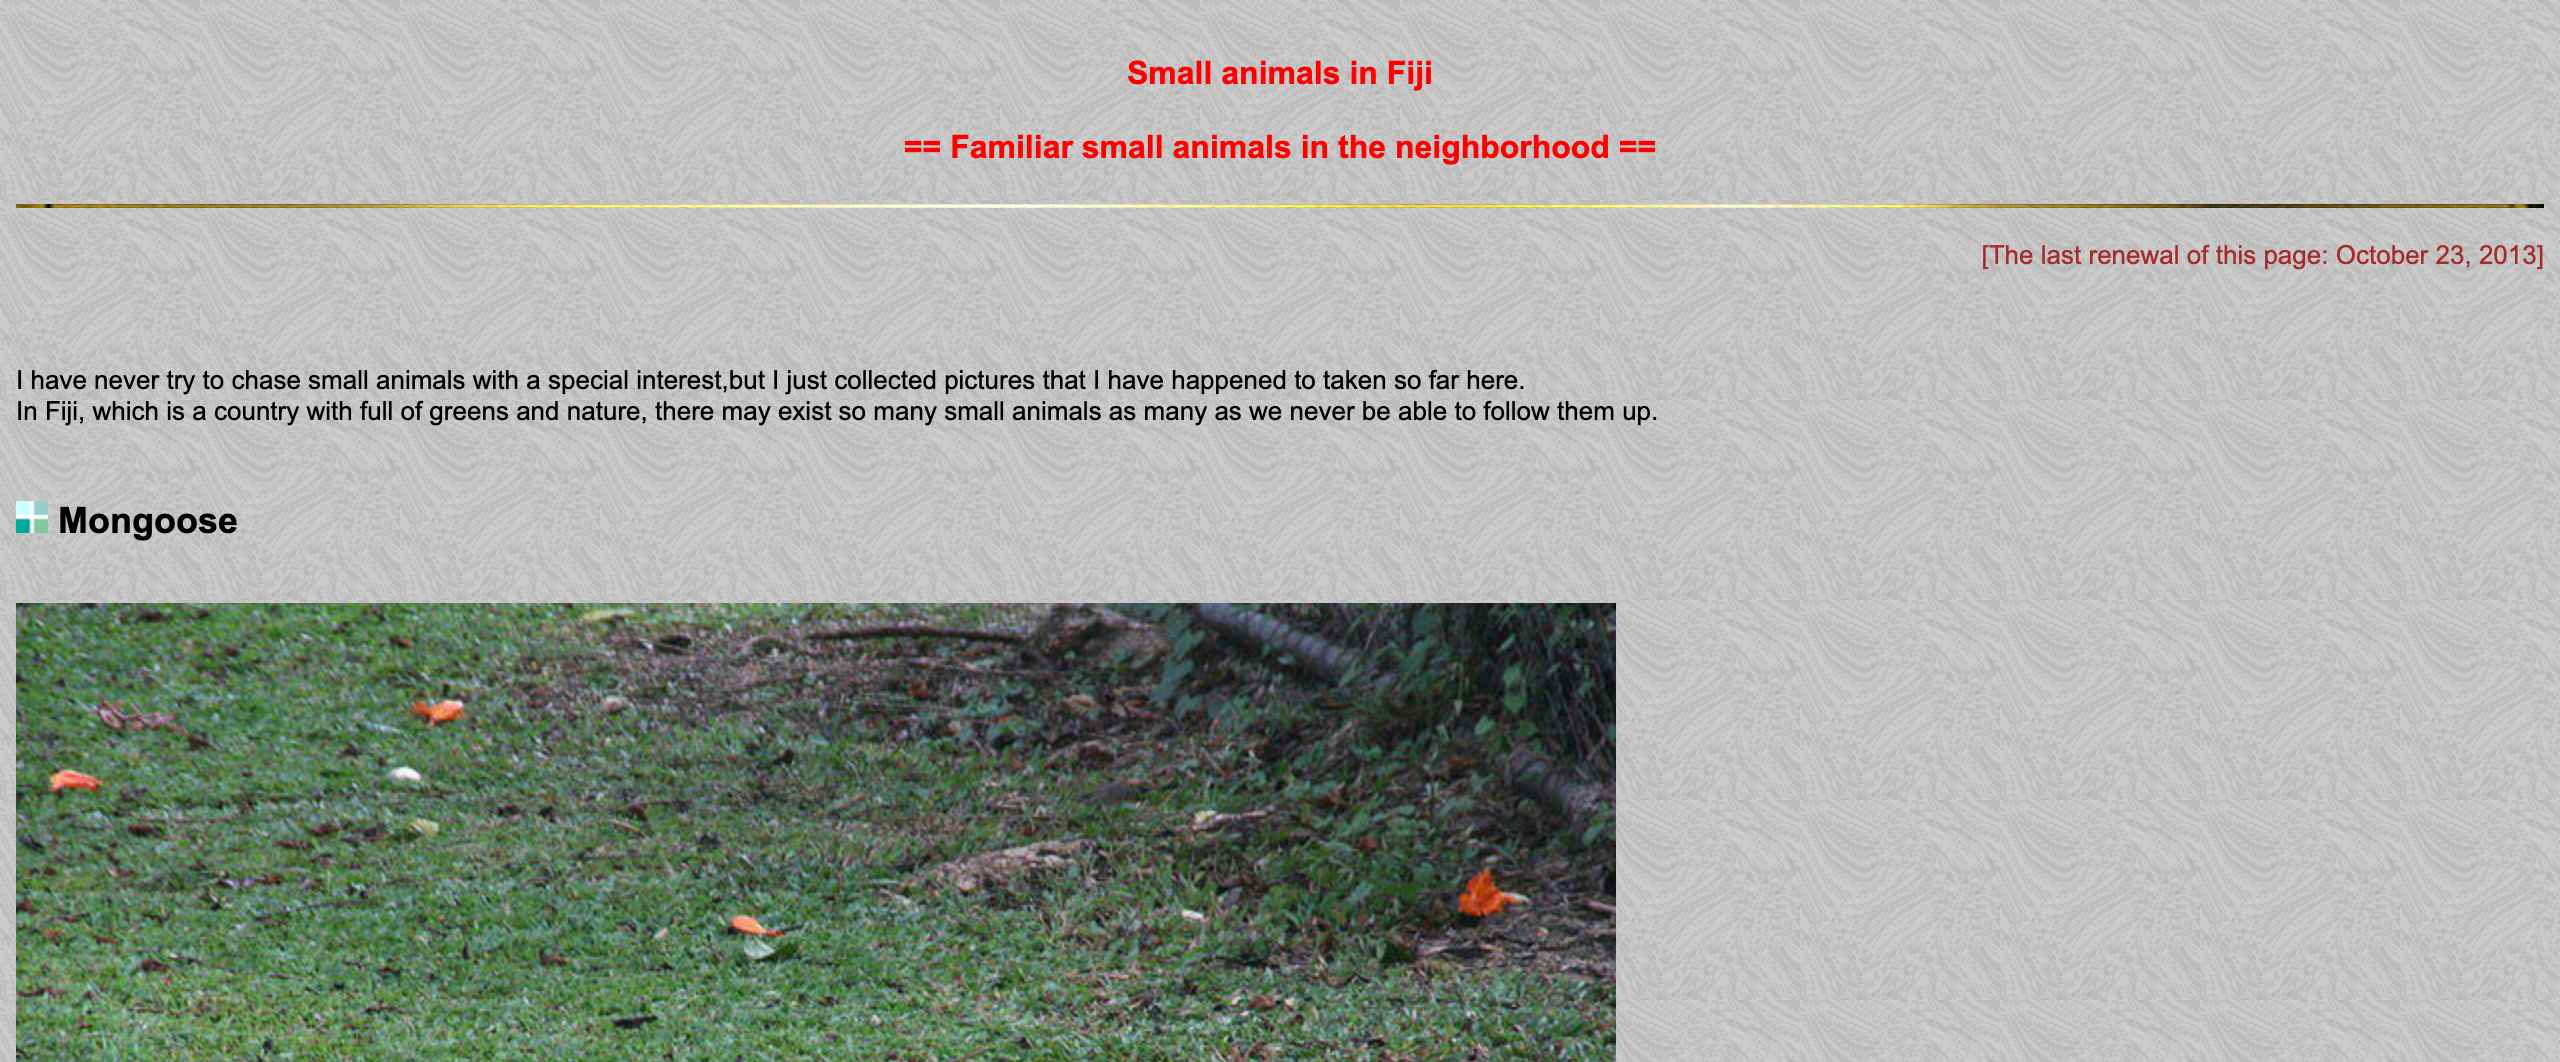 Small animals in Fiji
== Familiar small animals in the neighborhood ==
[The last renewal of this page: October 23, 2013]
I have never try to chase small animals with a special interest,but I just collected pictures that I have happened to taken so far here.
In Fiji, which is a country with full of greens and nature, there may exist so many small animals as many as we never be able to follow them up.
Mongoose